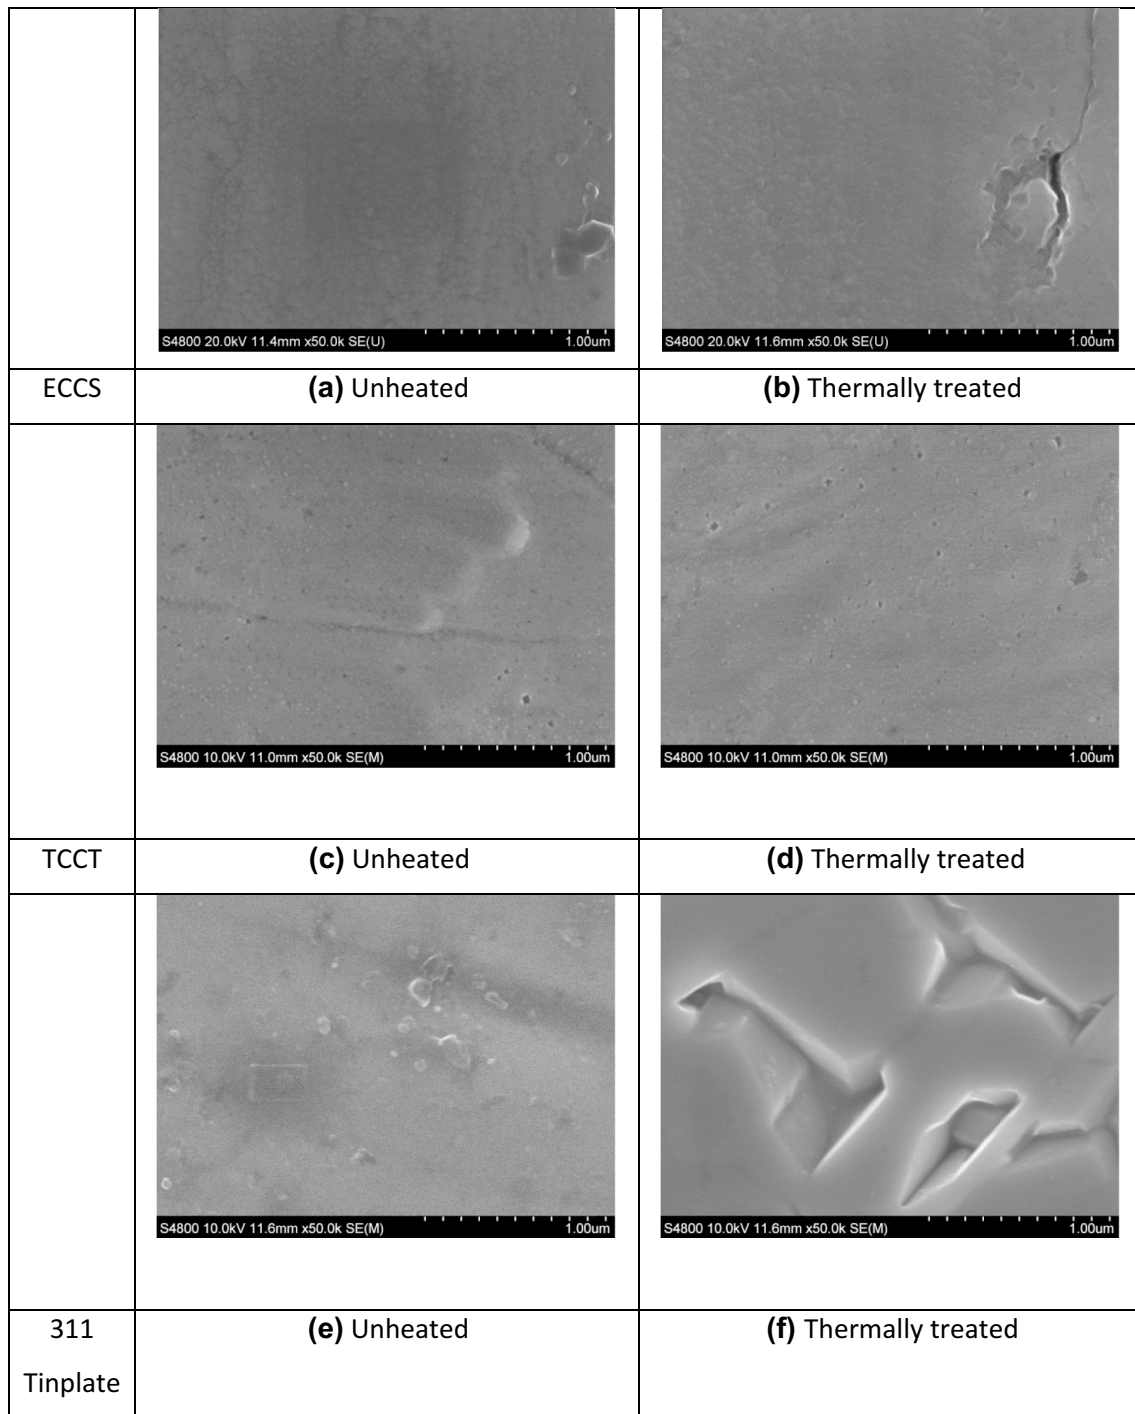 S4800 20.0kV 11.4mm x50.0k SE(U) 1.00um
S4800 20.0kV 11.6mm x50.0k SE(U) 1.00um
ECCS
(a) Unheated
(b) Thermally treated
S4800 10.0kV 11.0mm x50.0k SE(M) 1.00um
S4800 10.0kV 11.0mm x50.0k SE(M) 1.00um
TCCT
(c) Unheated
(d) Thermally treated
S4800 10.0kV 11.6mm x50.0k SE(M) 1.00um
S4800 10.0kV 11.6mm x50.0k SE(M) 1.00um
311
Tinplate
(e) Unheated
(f) Thermally treated